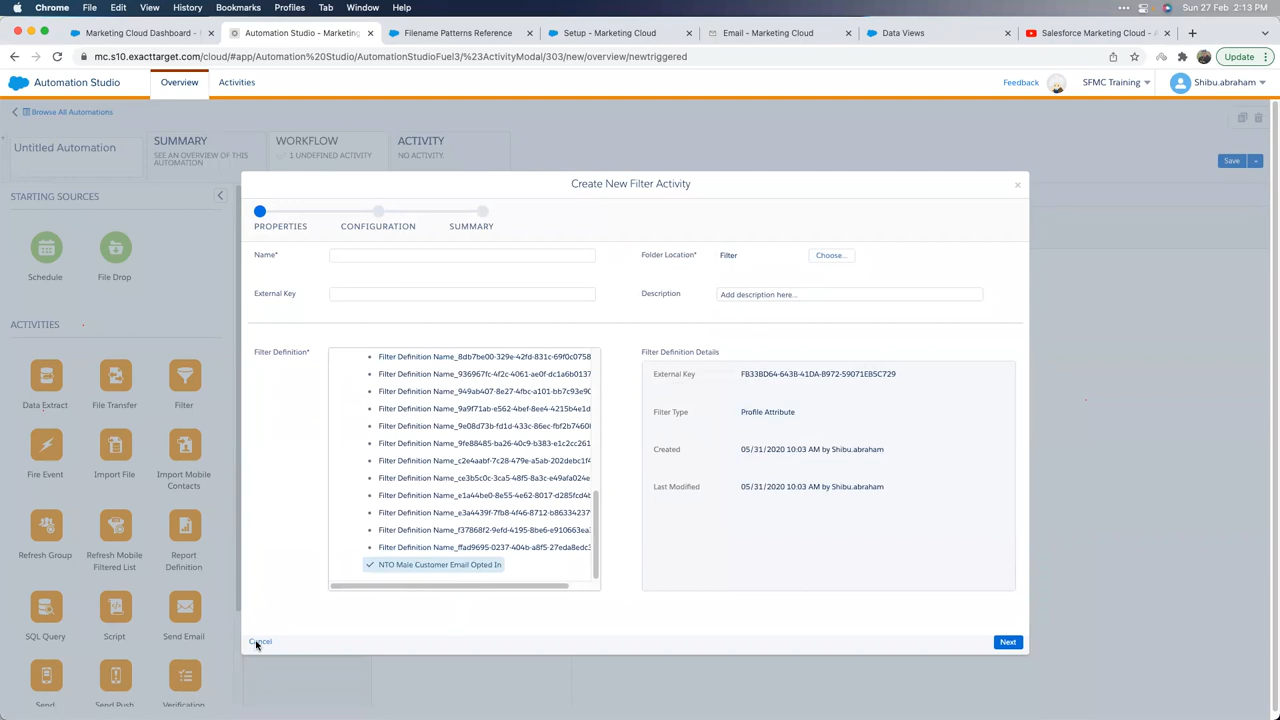 Chrome File Edit View History Bookmarks Profiles Tab Window Help Sun 27 Feb 2:13 PM
Marketing Cloud Dashboard - Automation Studio - Marketing Filename Patterns Reference Setup - Marketing Cloud Email - Marketing Cloud Data Views Salesforce Marketing Cloud - A
mc.s10.exacttarget.com/cloud/#app/Automation%20Studio/AutomationStudioFuel3/%23ActivityModal/303/new/overview/newtriggered Update
Automation Studio Overview Activities Feedback SFMC Training Shibu.abraham
Browse All Automations
Untitled Automation
SUMMARY
SEE AN OVERVIEW OF THIS
AUTOMATION
WORKFLOW
1 UNDEFINED ACTIVITY
ACTIVITY
NO ACTIVITY
Save
STARTING SOURCES
Schedule File Drop
ACTIVITIES
Data Extract File Transfer Filter
Fire Event Import File Import Mobile
Contacts
Refresh Group Refresh Mobile
Filtered List Report
Definition
SQL Query Script Send Email
Send Send Push Verification
Create New Filter Activity
PROPERTIES CONFIGURATION SUMMARY
Name* Folder Location* Filter Choose...
External Key Description Add description here...
Filter Definition*
Filter Definition Name_8db7be00-329e-42fd-831c-69f0c0758
Filter Definition Name_936967fc-4f2c-4061-ae0f-dc1a6b0137
Filter Definition Name_949ab407-8e27-4fbc-a101-bb7c93e90
Filter Definition Name_9a9f71ab-e562-4bef-8ee4-4215b4e1d
Filter Definition Name_9e08d73b-fd1d-433c-86ec-fbf2b7460
Filter Definition Name_9fe88485-ba26-40c9-b383-e1c2cc261
Filter Definition Name_c2e4aabf-7c28-479e-a5ab-202debc1f4
Filter Definition Name_ce3b5c0c-3ca5-48f5-8a3c-e49afa024e
Filter Definition Name_e1a44be0-8e55-4e62-8017-d285fcd4b
Filter Definition Name_e3a4439f-7fb8-4f46-8712-b86334237
Filter Definition Name_f37868f2-9efd-4195-8be6-e910663ea
Filter Definition Name_ffad9695-0237-404b-a8f5-27eda8edc3
NTO Male Customer Email Opted In
Filter Definition Details
External Key FB33BD64-643B-41DA-B972-59071EB5C729
Filter Type Profile Attribute
Created 05/31/2020 10:03 AM by Shibu.abraham
Last Modified 05/31/2020 10:03 AM by Shibu.abraham
Cancel Next